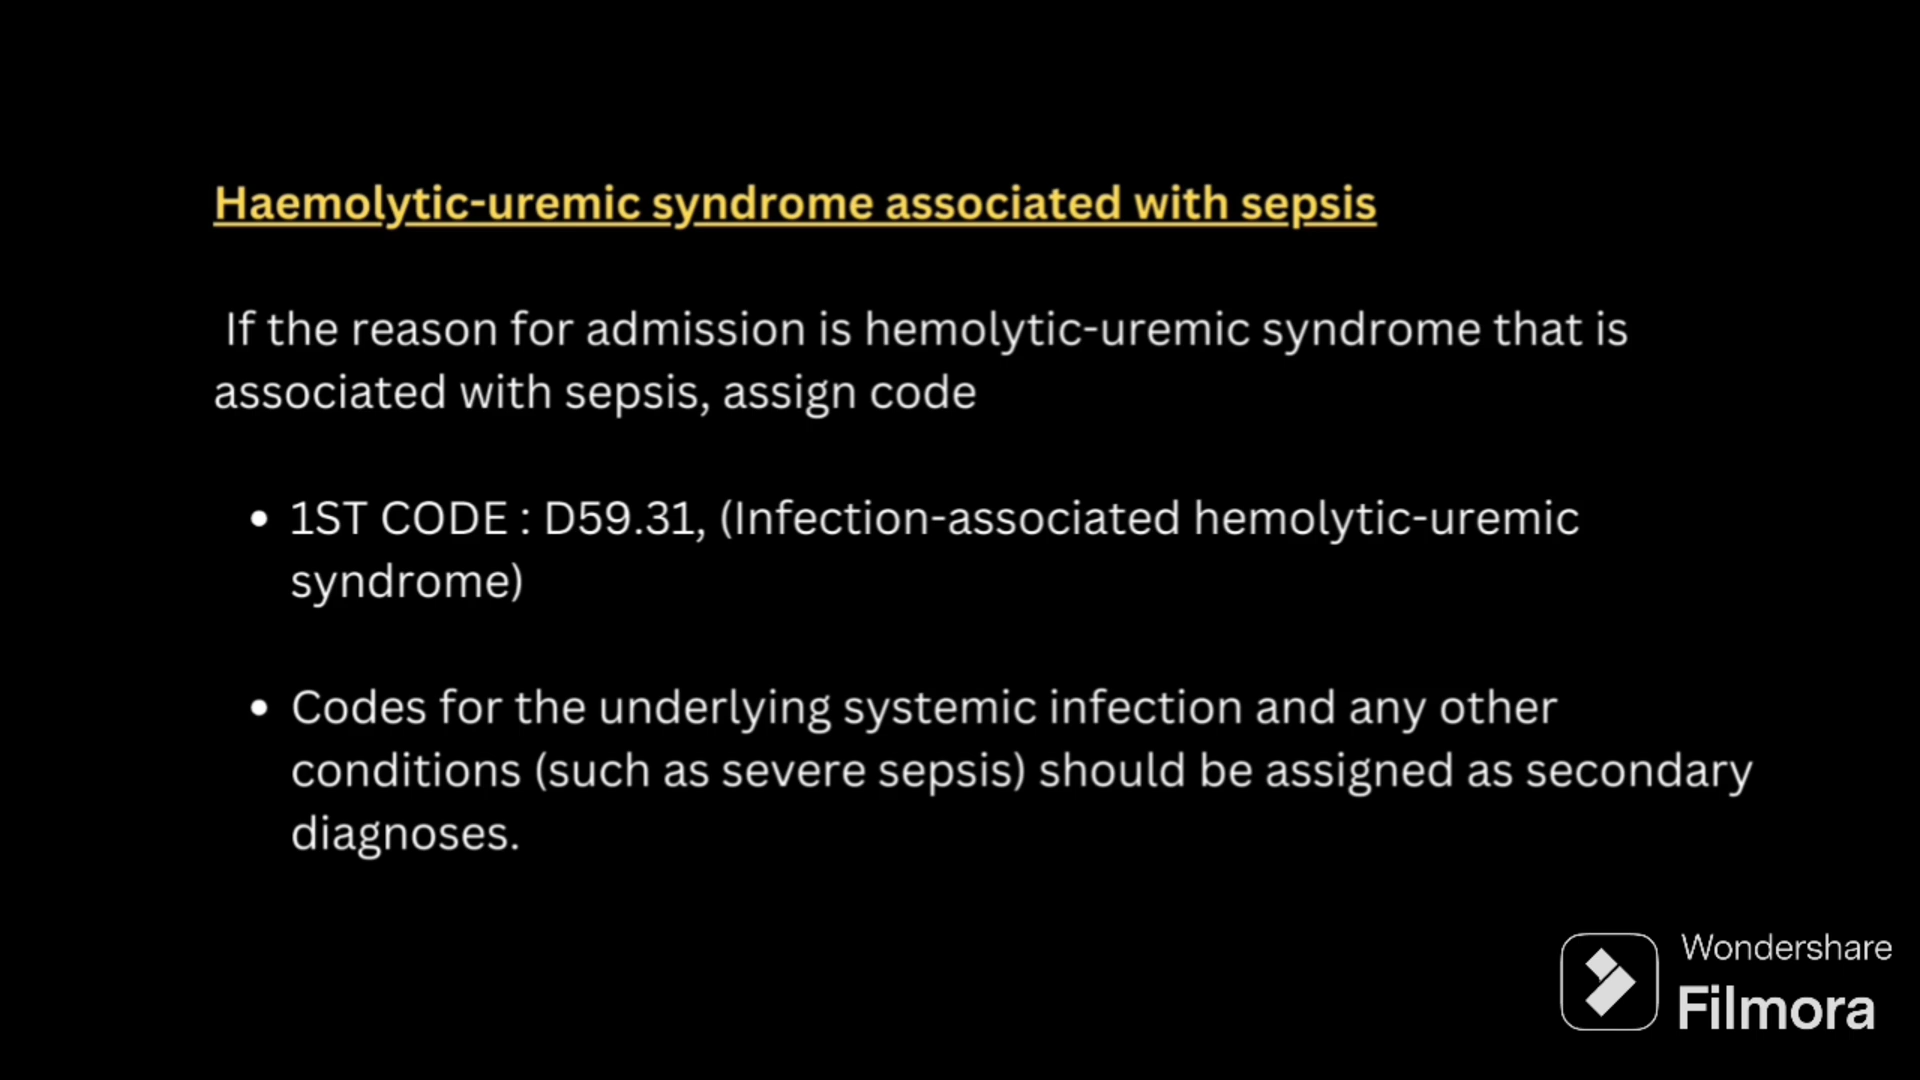 Haemolytic-uremic syndrome associated with sepsis
If the reason for admission is hemolytic-uremic syndrome that is
associated with sepsis, assign code
• 1ST CODE : D59.31, (Infection-associated hemolytic-uremic
syndrome)
• Codes for the underlying systemic infection and any other
conditions (such as severe sepsis) should be assigned as secondary
diagnoses.
Wondershare
Filmora